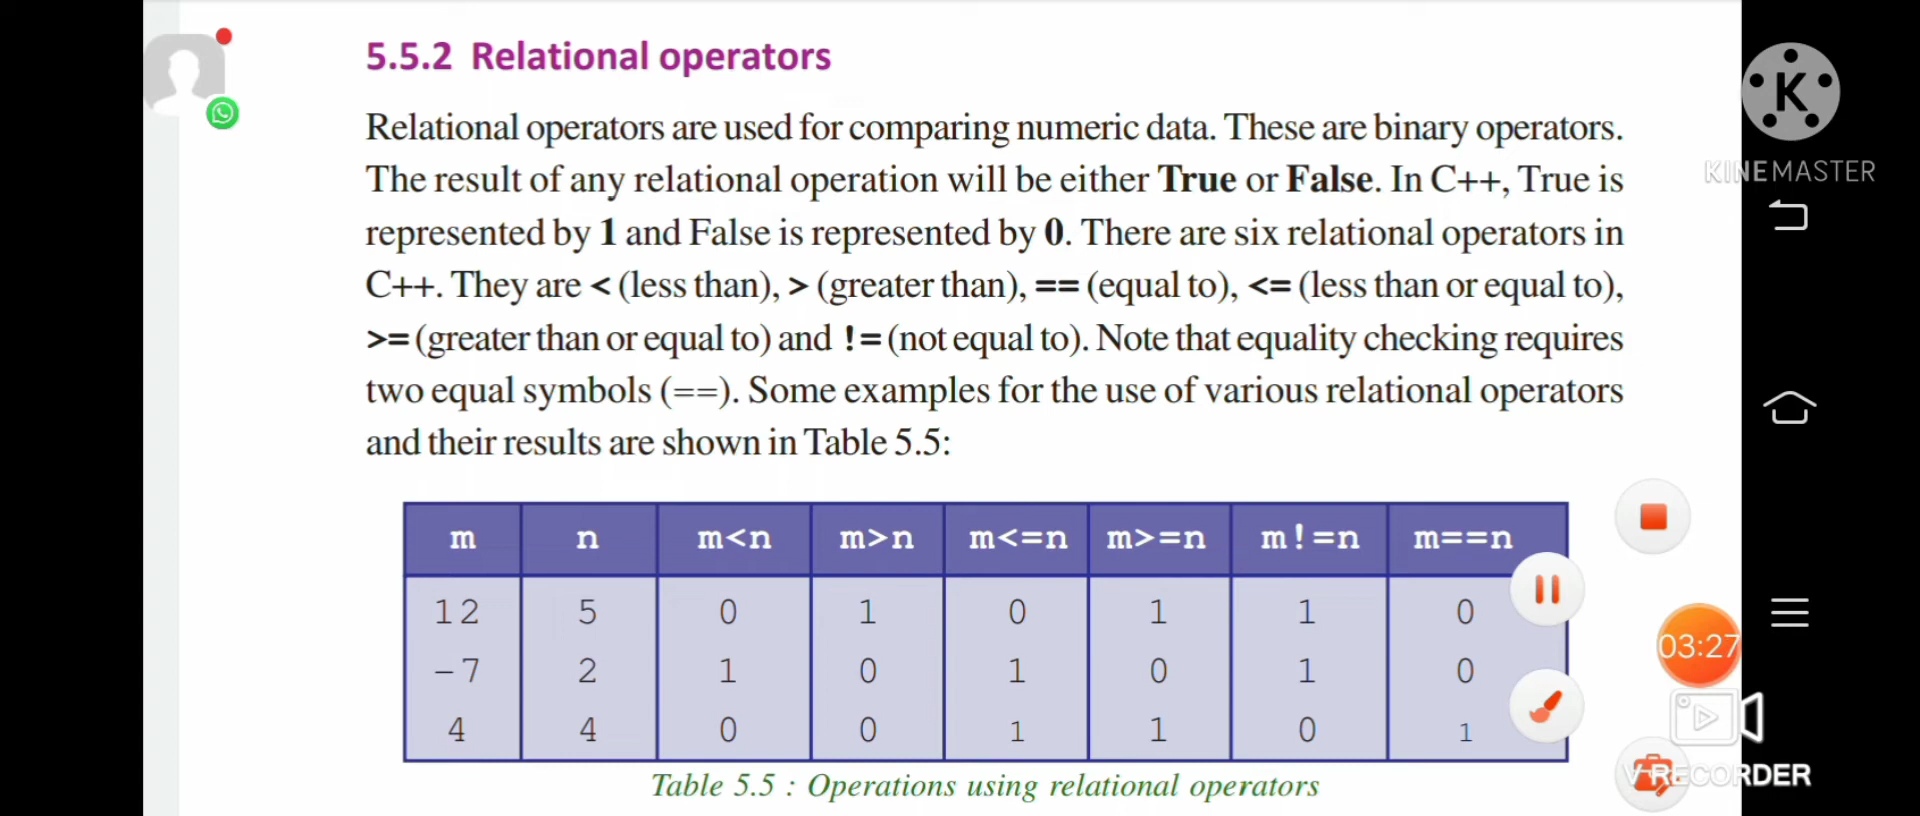 5.5.2 Relational operators
Relational operators are used for comparing numeric data. These are binary operators.
The result of any relational operation will be either True or False. In C++, True is
represented by 1 and False is represented by 0. There are six relational operators in
C++. They are < (less than), > (greater than), == (equal to), <= (less than or equal to),
>= (greater than or equal to) and != (not equal to). Note that equality checking requires
two equal symbols (==). Some examples for the use of various relational operators
and their results are shown in Table 5.5:
m n m<n m>n m<=n m>=n m!=n m==n
12 5 0 1 0 1 1 0
-7 2 1 0 1 0 1 0
4 4 0 0 1 1 0 1
Table 5.5 : Operations using relational operators
K
KINEMASTER
03:27
V RECORDER